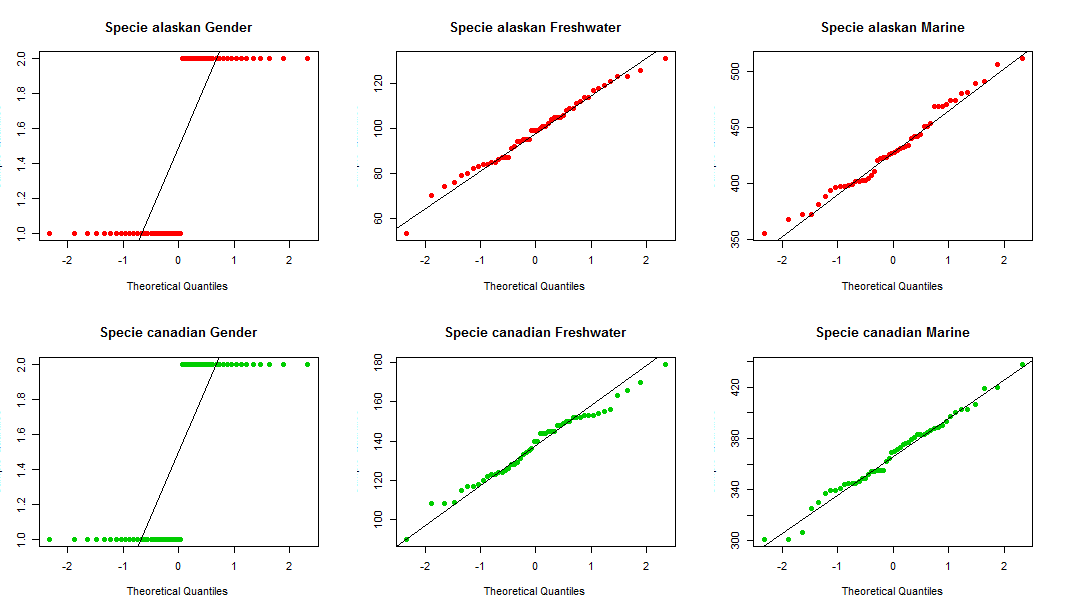 Specie alaskan Gender
Specie alaskan Freshwater
Specie alaskan Marine
1.0 1.2 1.4 1.6 1.8 2.0
60 80 100 120
350 400 450 500
-2 -1 0 1 2
-2 -1 0 1 2
-2 -1 0 1 2
Theoretical Quantiles
Theoretical Quantiles
Theoretical Quantiles
Specie canadian Gender
Specie canadian Freshwater
Specie canadian Marine
1.0 1.2 1.4 1.6 1.8 2.0
100 120 140 160 180
300 340 380 420
-2 -1 0 1 2
-2 -1 0 1 2
-2 -1 0 1 2
Theoretical Quantiles
Theoretical Quantiles
Theoretical Quantiles